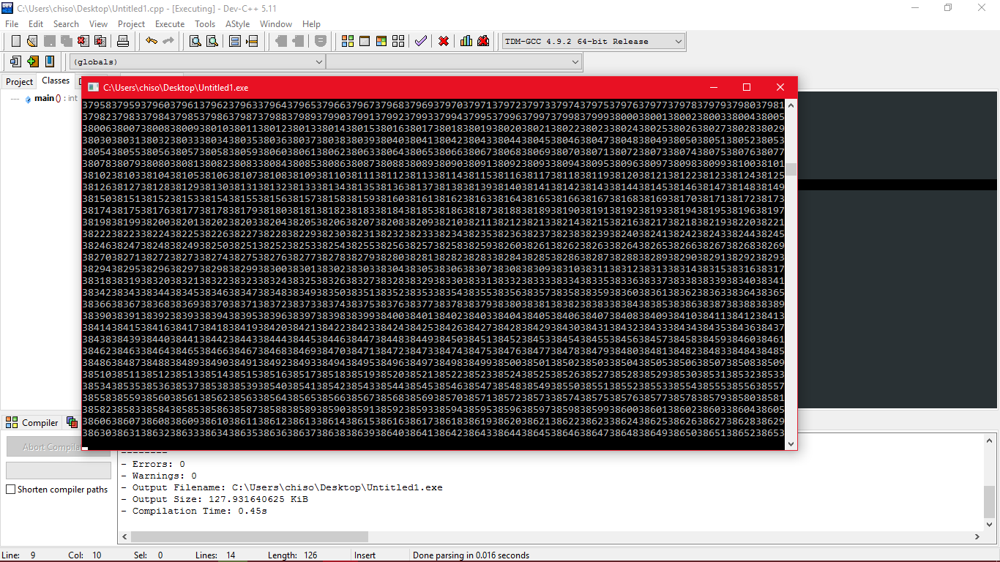 C:\Users\chiso\Desktop\Untitled1.cpp - [Executing] - Dev-C++ 5.11
File Edit Search View Project Execute Tools AStyle Window Help
TDM-GCC 4.9.2 64-bit Release
(globals)
Project Classes
main () : int
C:\Users\chiso\Desktop\Untitled1.exe
379583795937960379613796237963379643796537966379673796837969379703797137972379733797437975379763797737978379793798037981
379823798337984379853798637987379883798937990379913799237993379943799537996379973799837999380003800138002380033800438005
380063800738008380093801038011380123801338014380153801638017380183801938020380213802238023380243802538026380273802838029
380303803138032380333803438035380363803738038380393804038041380423804338044380453804638047380483804938050380513805238053
380543805538056380573805838059380603806138062380633806438065380663806738068380693807038071380723807338074380753807638077
380783807938080380813808238083380843808538086380873808838089380903809138092380933809438095380963809738098380993810038101
381023810338104381053810638107381083810938110381113811238113381143811538116381173811838119381203812138122381233812438125
381263812738128381293813038131381323813338134381353813638137381383813938140381413814238143381443814538146381473814838149
381503815138152381533815438155381563815738158381593816038161381623816338164381653816638167381683816938170381713817238173
381743817538176381773817838179381803818138182381833818438185381863818738188381893819038191381923819338194381953819638197
381983819938200382013820238203382043820538206382073820838209382103821138212382133821438215382163821738218382193822038221
382223822338224382253822638227382283822938230382313823238233382343823538236382373823838239382403824138242382433824438245
382463824738248382493825038251382523825338254382553825638257382583825938260382613826238263382643826538266382673826838269
382703827138272382733827438275382763827738278382793828038281382823828338284382853828638287382883828938290382913829238293
382943829538296382973829838299383003830138302383033830438305383063830738308383093831038311383123831338314383153831638317
383183831938320383213832238323383243832538326383273832838329383303833138332383333833438335383363833738338383393834038341
383423834338344383453834638347383483834938350383513835238353383543835538356383573835838359383603836138362383633836438365
383663836738368383693837038371383723837338374383753837638377383783837938380383813838238383383843838538386383873838838389
383903839138392383933839438395383963839738398383993840038401384023840338404384053840638407384083840938410384113841238413
384143841538416384173841838419384203842138422384233842438425384263842738428384293843038431384323843338434384353843638437
384383843938440384413844238443384443844538446384473844838449384503845138452384533845438455384563845738458384593846038461
384623846338464384653846638467384683846938470384713847238473384743847538476384773847838479384803848138482384833848438485
384863848738488384893849038491384923849338494384953849638497384983849938500385013850238503385043850538506385073850838509
385103851138512385133851438515385163851738518385193852038521385223852338524385253852638527385283852938530385313853238533
385343853538536385373853838539385403854138542385433854438545385463854738548385493855038551385523855338554385553855638557
385583855938560385613856238563385643856538566385673856838569385703857138572385733857438575385763857738578385793858038581
385823858338584385853858638587385883858938590385913859238593385943859538596385973859838599386003860138602386033860438605
386063860738608386093861038611386123861338614386153861638617386183861938620386213862238623386243862538626386273862838629
386303863138632386333863438635386363863738638386393864038641386423864338644386453864638647386483864938650386513865238653
Compiler
Abort Compila
Shorten compiler paths
--------
- Errors: 0
- Warnings: 0
- Output Filename: C:\Users\chiso\Desktop\Untitled1.exe
- Output Size: 127.931640625 KiB
- Compilation Time: 0.45s
Line: 9 Col: 10 Sel: 0 Lines: 14 Length: 126 Insert Done parsing in 0.016 seconds